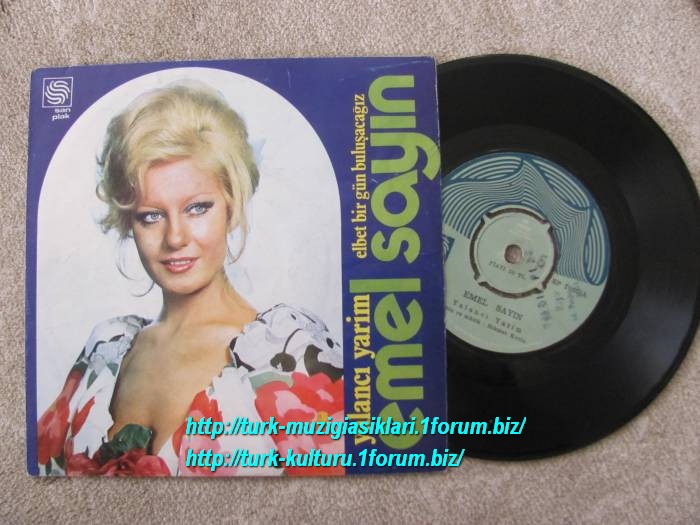 san
plak
yalancı yarim
elbet bir gün buluşacağız
emel sayın
EMEL SAYIN
Yalancı Yarim
http://turk-muzigiasiklari.1forum.biz/
http://turk-kulturu.1forum.biz/